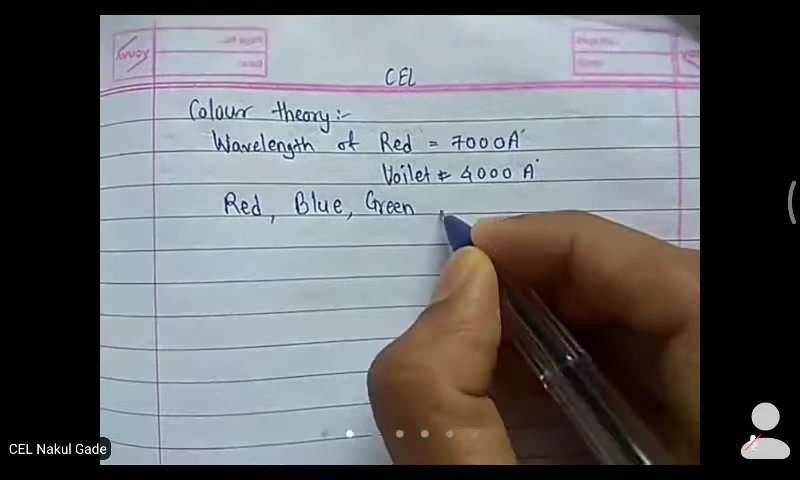 CEL
Colour theory :-
Wavelength of Red = 7000A°
Voilet = 4000 A°
Red, Blue, Green
CEL Nakul Gade